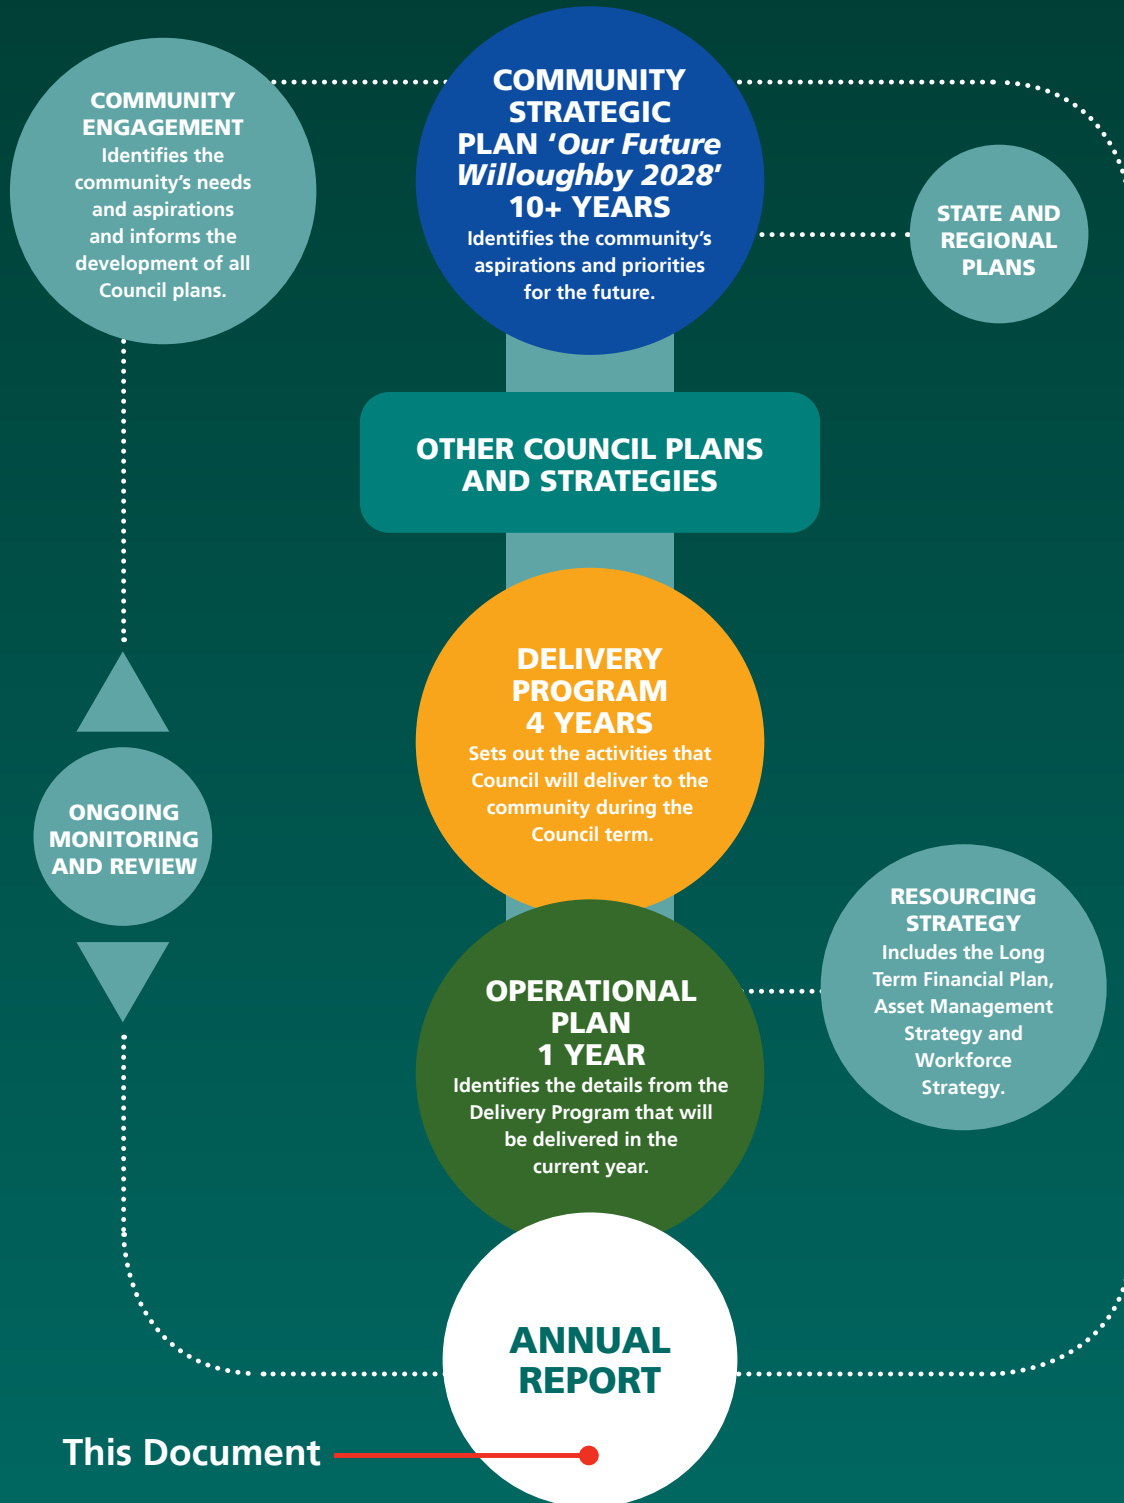 COMMUNITY
ENGAGEMENT
Identifies the
community’s needs
and aspirations
and informs the
development of all
Council plans.
COMMUNITY
STRATEGIC
PLAN ‘Our Future
Willoughby 2028’
10+ YEARS
Identifies the community’s
aspirations and priorities
for the future.
STATE AND
REGIONAL
PLANS
OTHER COUNCIL PLANS
AND STRATEGIES
DELIVERY
PROGRAM
4 YEARS
Sets out the activities that
Council will deliver to the
community during the
Council term.
ONGOING
MONITORING
AND REVIEW
RESOURCING
STRATEGY
Includes the Long
Term Financial Plan,
Asset Management
Strategy and
Workforce
Strategy.
OPERATIONAL
PLAN
1 YEAR
Identifies the details from the
Delivery Program that will
be delivered in the
current year.
ANNUAL
REPORT
This Document